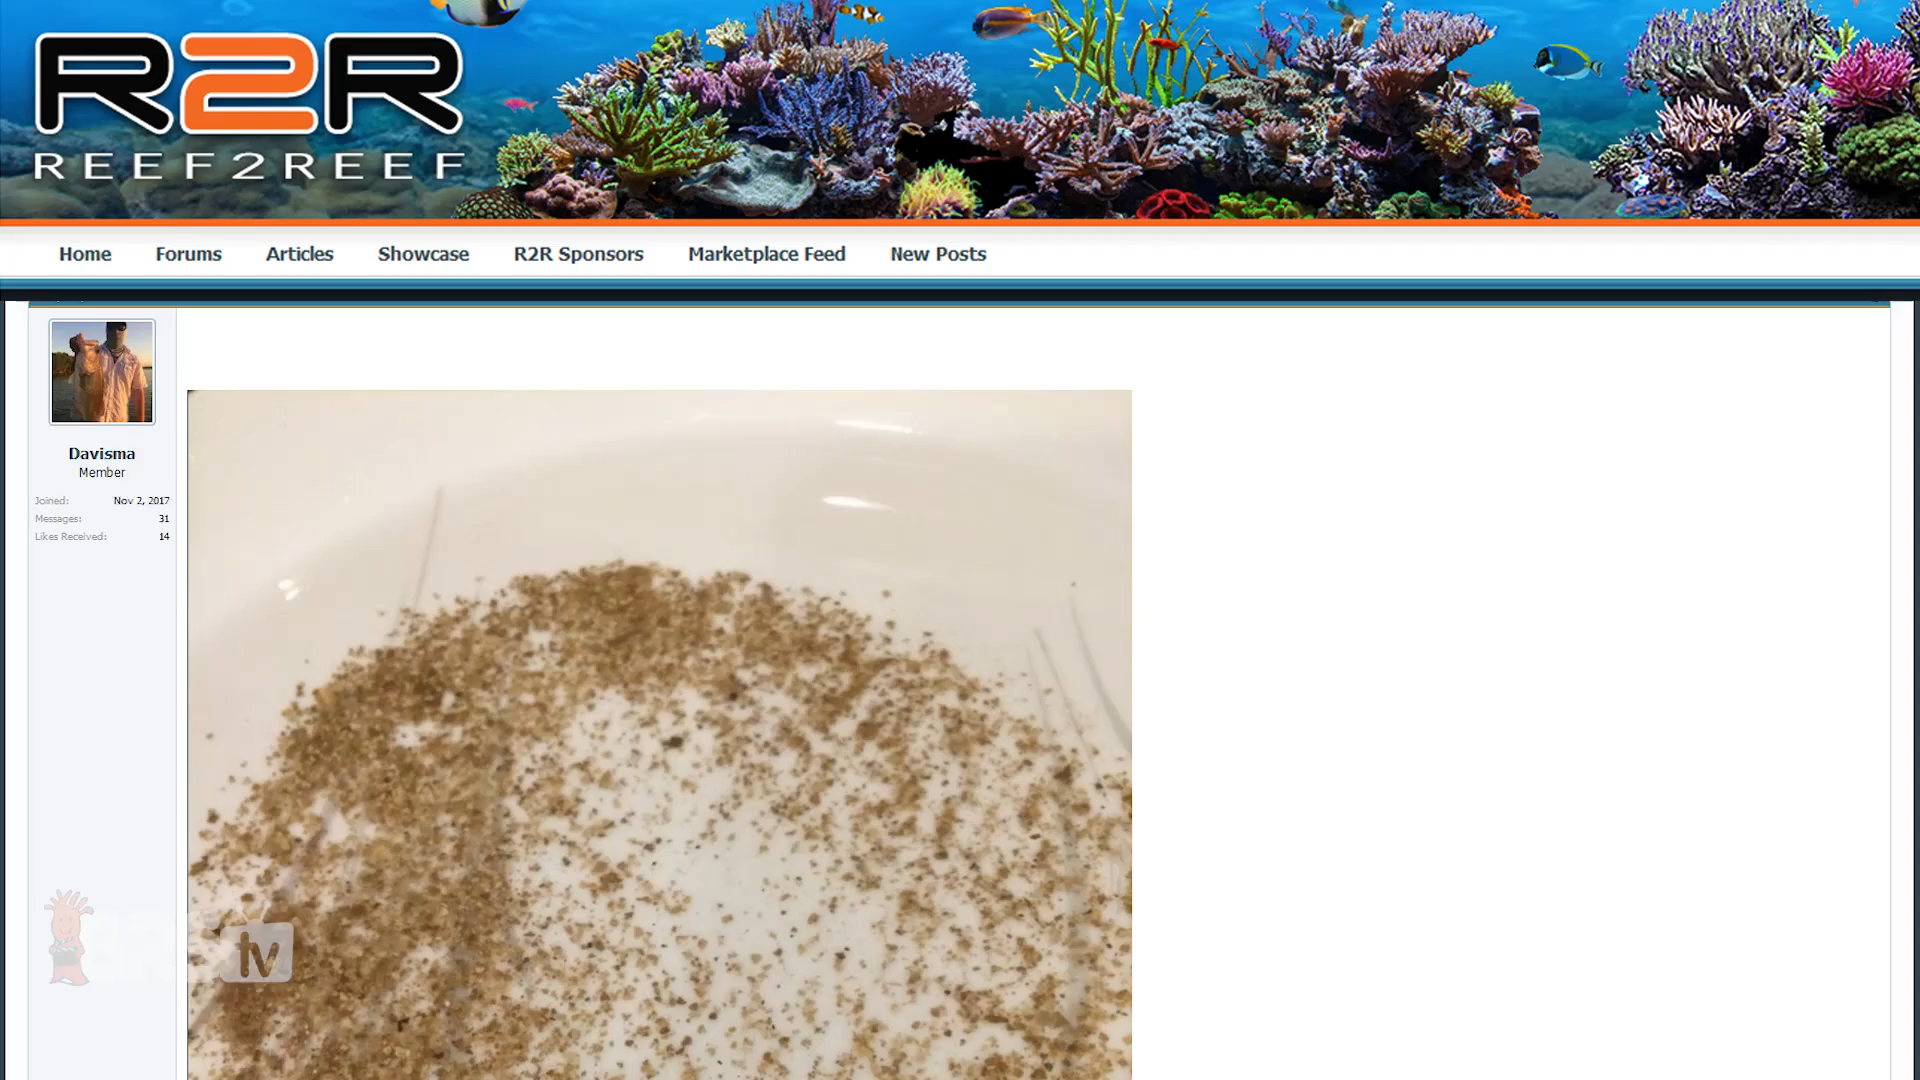 R2R
REEF2REEF
Home Forums Articles Showcase R2R Sponsors Marketplace Feed New Posts
Davisma
Member
Joined: Nov 2, 2017
Messages: 31
Likes Received: 14
BRS tv